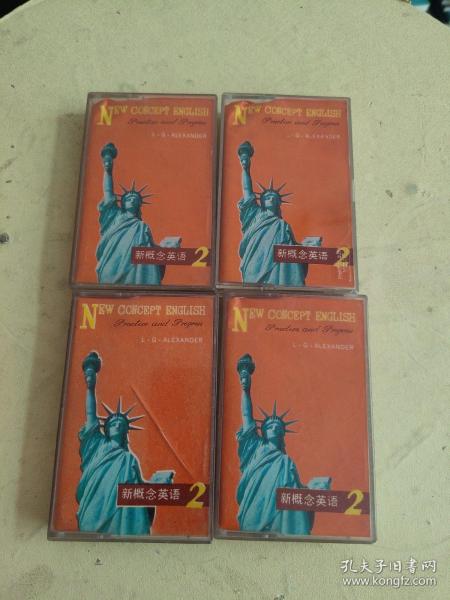 NEW CONCEPT ENGLISH
Practice and Progress
L·G·ALEXANDER
新概念英语 2
NEW CONCEPT ENGLISH
Practice and Progress
L·G·ALEXANDER
新概念英语 2
NEW CONCEPT ENGLISH
Practice and Progress
L·G·ALEXANDER
新概念英语 2
NEW CONCEPT ENGLISH
Practice and Progress
L·G·ALEXANDER
新概念英语 2
孔夫子旧书网
www.kongfz.com